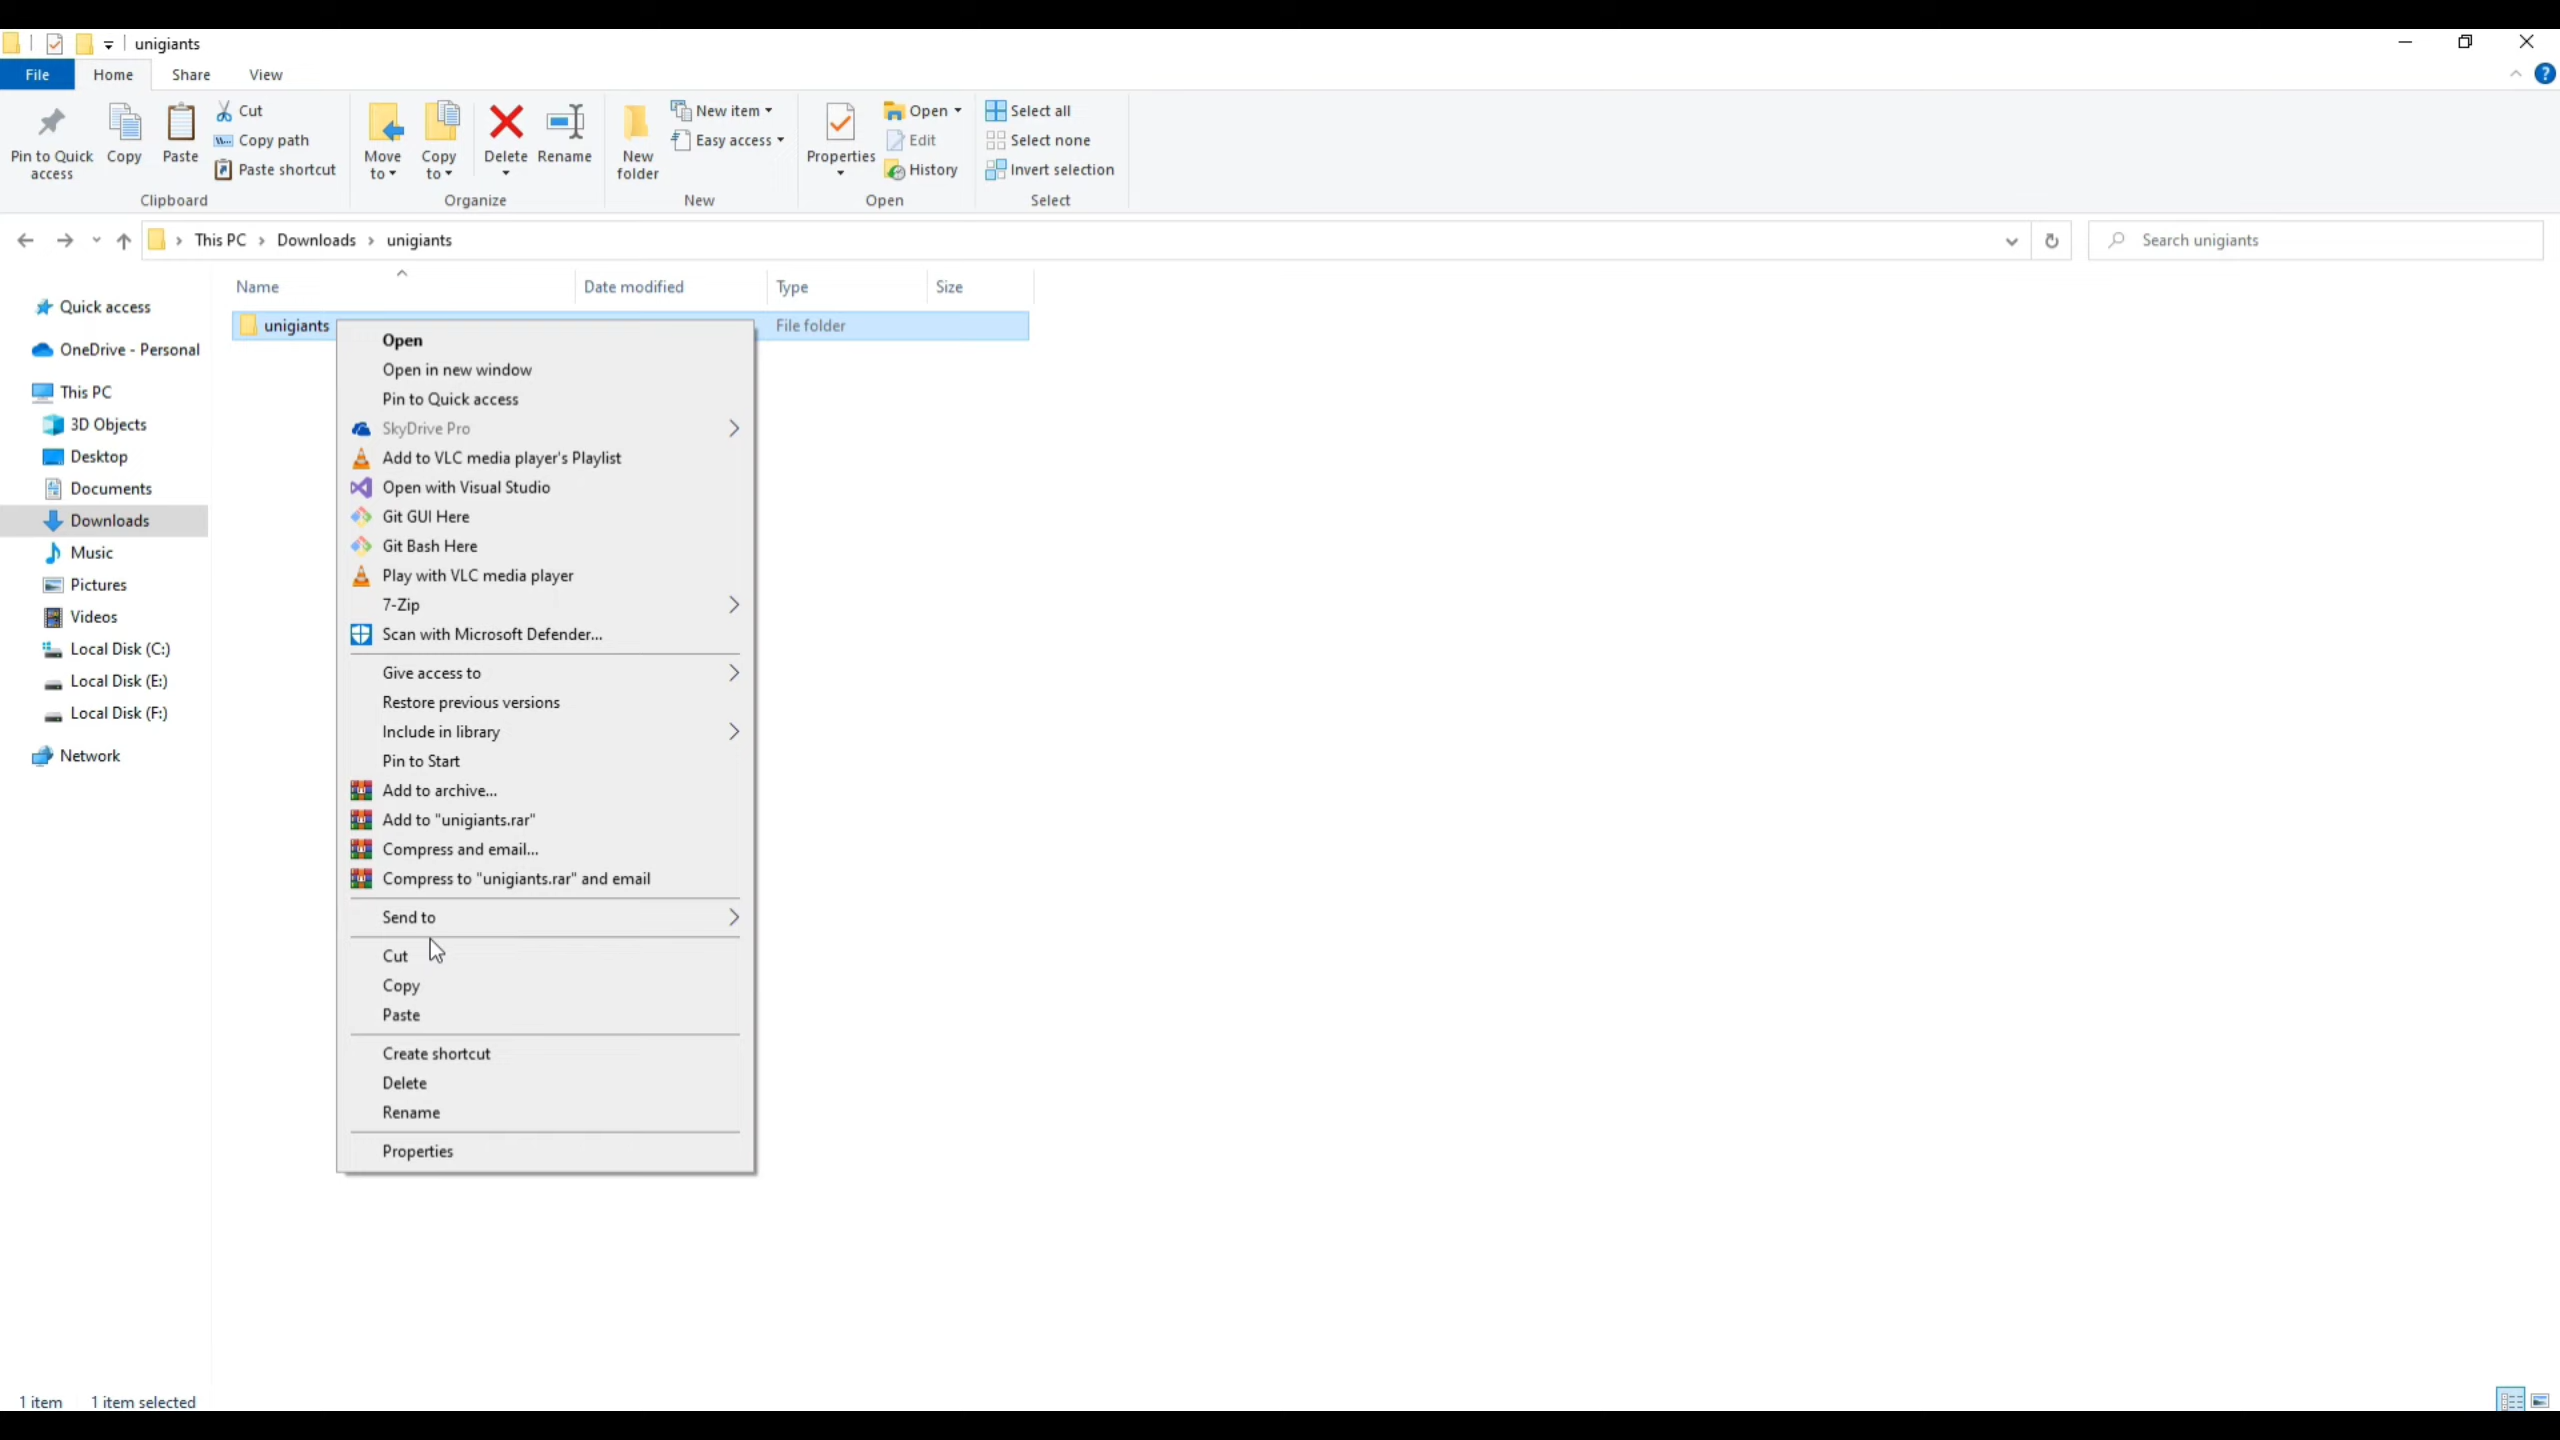 unigiants
File Home Share View
Pin to Quick access
Copy
Paste
Cut
Copy path
Paste shortcut
Clipboard
Move to
Copy to
Delete
Rename
Organize
New folder
New item
Easy access
New
Properties
Open
Edit
History
Open
Select all
Select none
Invert selection
Select
This PC Downloads unigiants
Search unigiants
Name Date modified Type Size
unigiants File folder
Quick access
OneDrive - Personal
This PC
3D Objects
Desktop
Documents
Downloads
Music
Pictures
Videos
Local Disk (C:)
Local Disk (E:)
Local Disk (F:)
Network
Open
Open in new window
Pin to Quick access
SkyDrive Pro
Add to VLC media player's Playlist
Open with Visual Studio
Git GUI Here
Git Bash Here
Play with VLC media player
7-Zip
Scan with Microsoft Defender...
Give access to
Restore previous versions
Include in library
Pin to Start
Add to archive...
Add to "unigiants.rar"
Compress and email...
Compress to "unigiants.rar" and email
Send to
Cut
Copy
Paste
Create shortcut
Delete
Rename
Properties
1 item 1 item selected